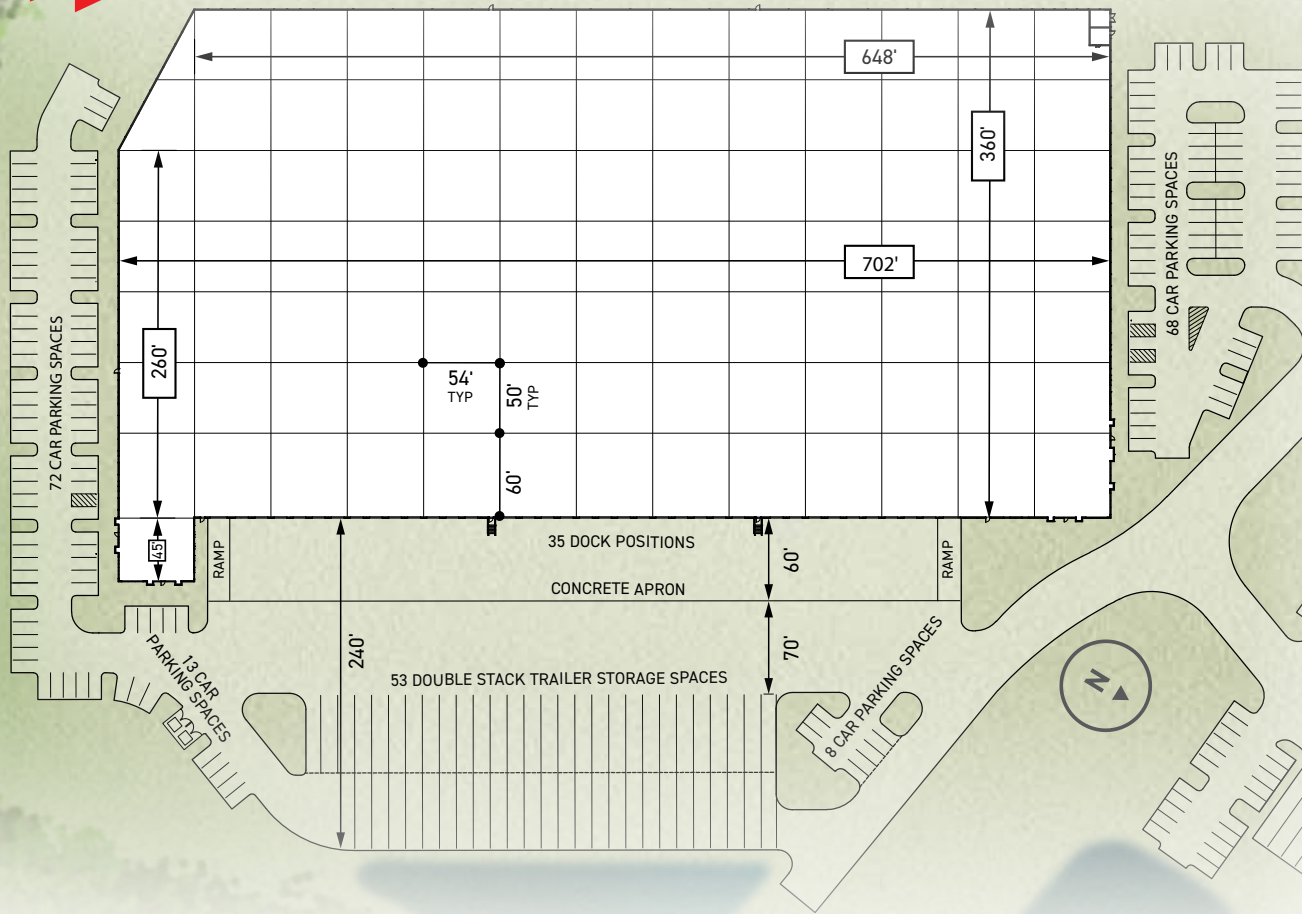 648'
360'
702'
260'
54'
TYP
50'
TYP
60'
45'
72 CAR PARKING SPACES
68 CAR PARKING SPACES
RAMP
35 DOCK POSITIONS
60'
RAMP
CONCRETE APRON
240'
70'
53 DOUBLE STACK TRAILER STORAGE SPACES
13 CAR
PARKING SPACES
8 CAR PARKING SPACES
N